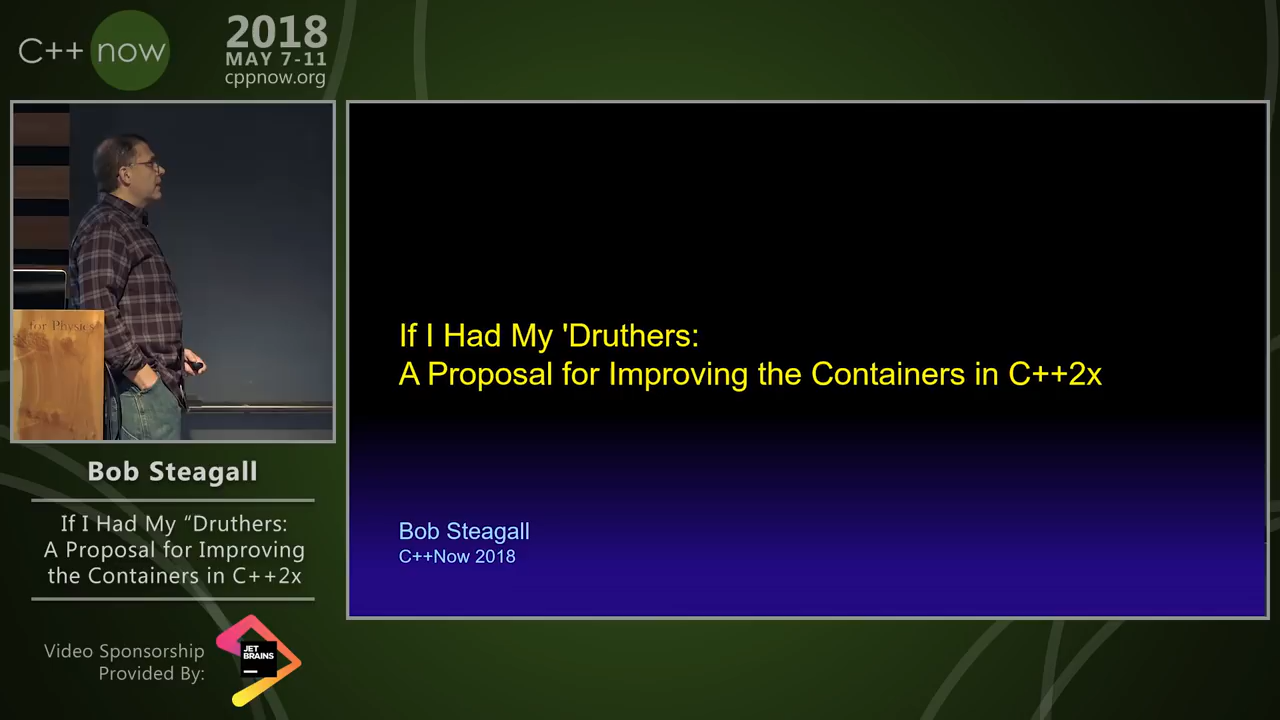 C++ now
2018
MAY 7-11
cppnow.org
for Physics
If I Had My 'Druthers:
A Proposal for Improving the Containers in C++2x
Bob Steagall
C++Now 2018
Bob Steagall
If I Had My “Druthers:
A Proposal for Improving
the Containers in C++2x
Video Sponsorship
Provided By:
JET
BRAINS